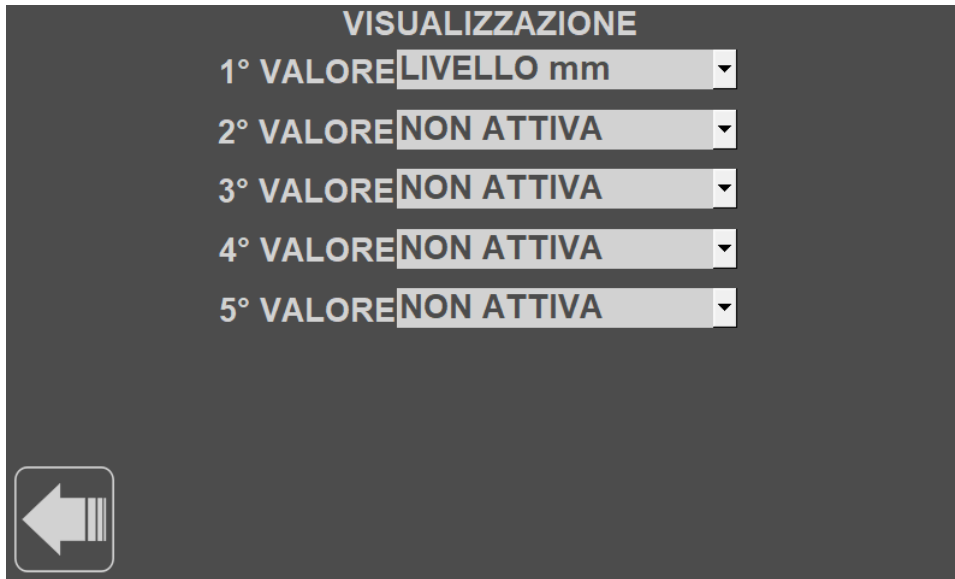 VISUALIZZAZIONE
1° VALORE LIVELLO mm
2° VALORE NON ATTIVA
3° VALORE NON ATTIVA
4° VALORE NON ATTIVA
5° VALORE NON ATTIVA